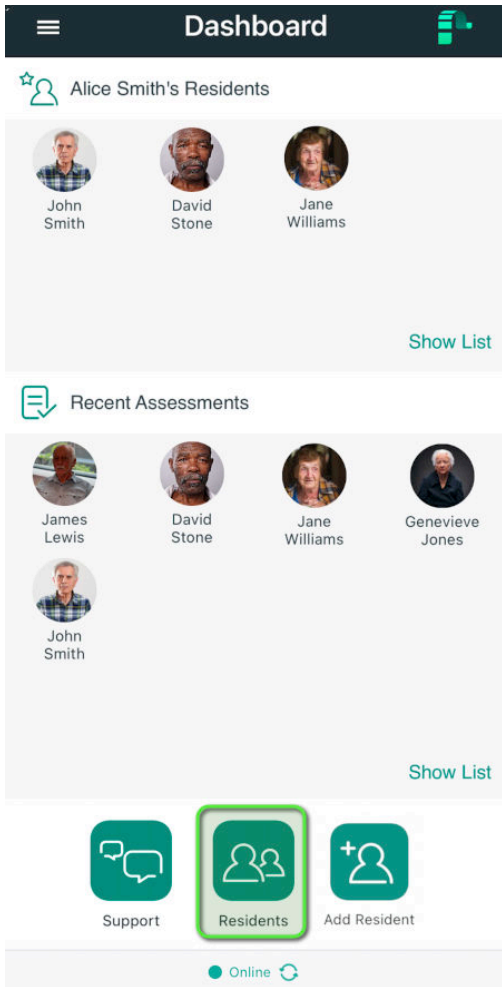 Dashboard
Alice Smith's Residents
John
Smith
David
Stone
Jane
Williams
Show List
Recent Assessments
James
Lewis
David
Stone
Jane
Williams
Genevieve
Jones
John
Smith
Show List
Support
Residents
Add Resident
Online